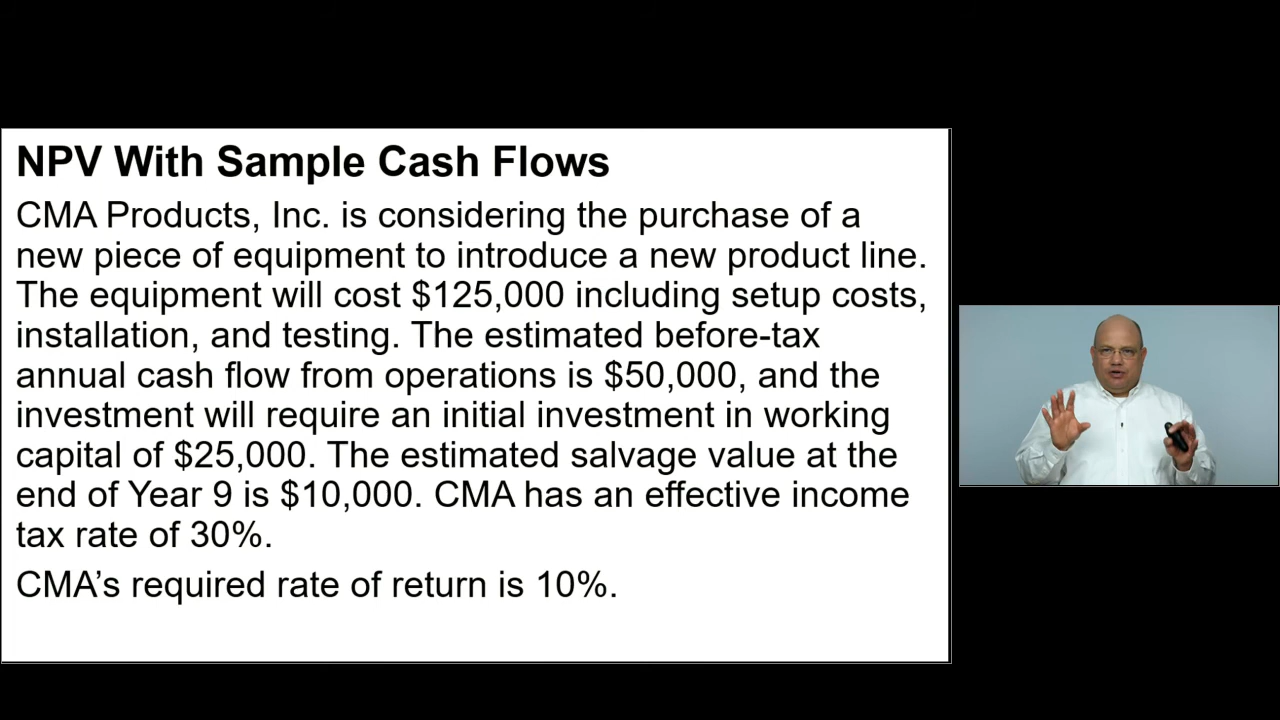 NPV With Sample Cash Flows
CMA Products, Inc. is considering the purchase of a
new piece of equipment to introduce a new product line.
The equipment will cost $125,000 including setup costs,
installation, and testing. The estimated before-tax
annual cash flow from operations is $50,000, and the
investment will require an initial investment in working
capital of $25,000. The estimated salvage value at the
end of Year 9 is $10,000. CMA has an effective income
tax rate of 30%.
CMA’s required rate of return is 10%.